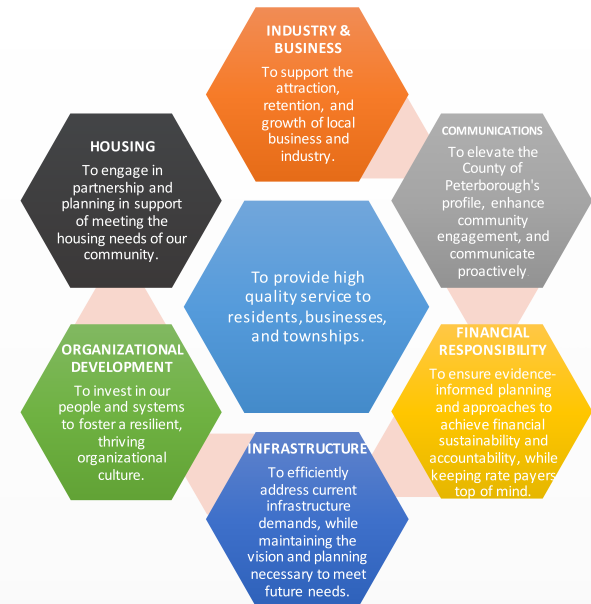 INDUSTRY &
BUSINESS
To support the
attraction,
retention, and
growth of local
business and
industry.
COMMUNICATIONS
To elevate the
County of
Peterborough's
profile, enhance
community
engagement, and
communicate
proactively
HOUSING
To engage in
partnership and
planning in support
of meeting the
housing needs of our
community.
To provide high
quality service to
residents, businesses,
and townships.
FINANCIAL
RESPONSIBILITY
To ensure evidence-
informed planning
and approaches to
achieve financial
sustainability and
accountability, while
keeping rate payers
top of mind.
ORGANIZATIONAL
DEVELOPMENT
To invest in our
people and systems
to foster a resilient,
thriving
organizational
culture.
INFRASTRUCTURE
To efficiently
address current
infrastructure
demands, while
maintaining the
vision and planning
necessary to meet
future needs.